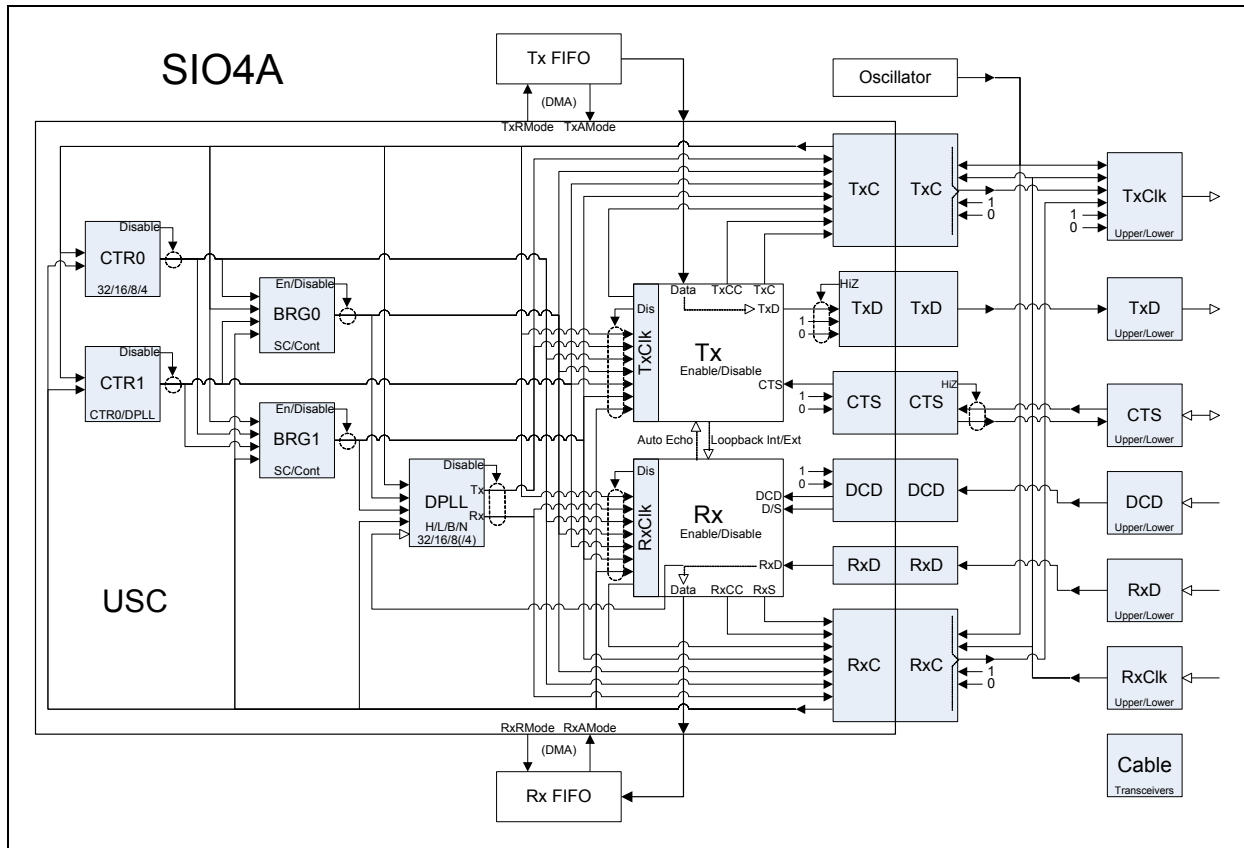 SIO4A
Tx FIFO
(DMA)
TxRMode TxAMode
Oscillator
TxC TxC
1
0
TxClk
Upper/Lower
1
0
Disable
CTR0
32/16/8/4
En/Disable
BRG0
SC/Cont
Disable
CTR1
CTR0/DPLL
En/Disable
BRG1
SC/Cont
Disable
DPLL
Tx
Rx
H/L/B/N
32/16/8(/4)
Data TxCC TxC
TxD
Dis
TxClk
Tx
Enable/Disable
CTS
HiZ
1
0
TxD TxD
TxD
Upper/Lower
1
0
CTS CTS
HiZ
CTS
Upper/Lower
Auto Echo Loopback Int/Ext
Dis
RxClk
Rx
Enable/Disable
DCD
D/S
RxD
Data RxCC RxS
1
0
DCD DCD
DCD
Upper/Lower
RxD RxD
RxD
Upper/Lower
USC
RxC RxC
1
0
RxClk
Upper/Lower
RxRMode RxAMode
(DMA)
Rx FIFO
Cable
Transceivers